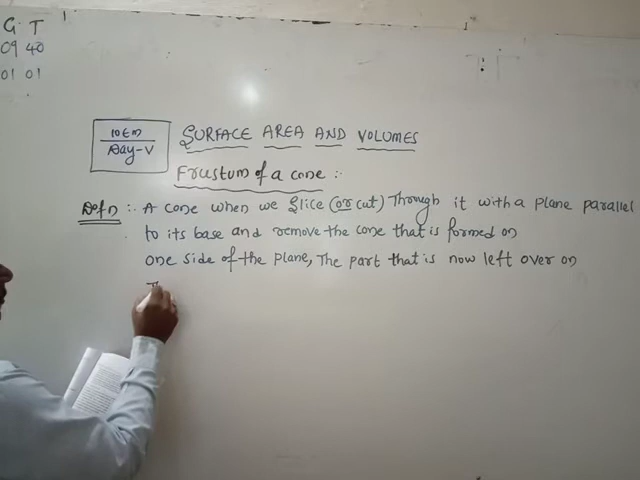 G T
09 40
01 01
10 EM
Day-V
SURFACE AREA AND VOLUMES
Frustum of a cone :-
Defn :- A cone when we slice (or cut) Through it with a plane parallel
to its base and remove the cone that is formed on
one side of the plane, The part that is now left over on
T